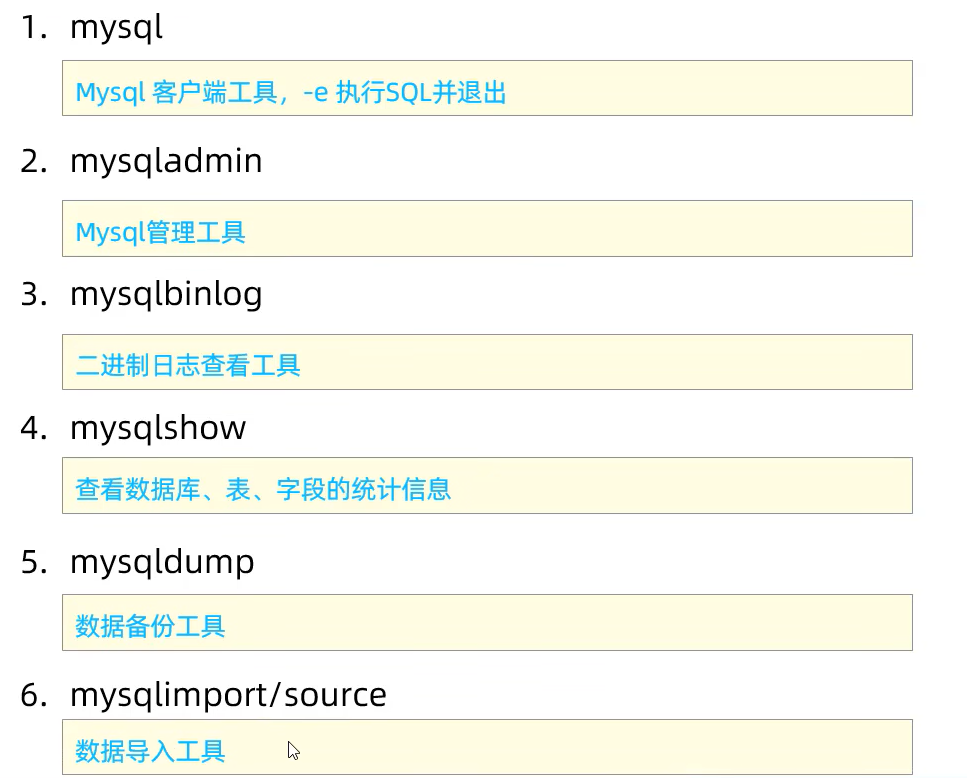 1. mysql
Mysql 客户端工具，-e 执行SQL并退出
2. mysqladmin
Mysql管理工具
3. mysqlbinlog
二进制日志查看工具
4. mysqlshow
查看数据库、表、字段的统计信息
5. mysqldump
数据备份工具
6. mysqlimport/source
数据导入工具